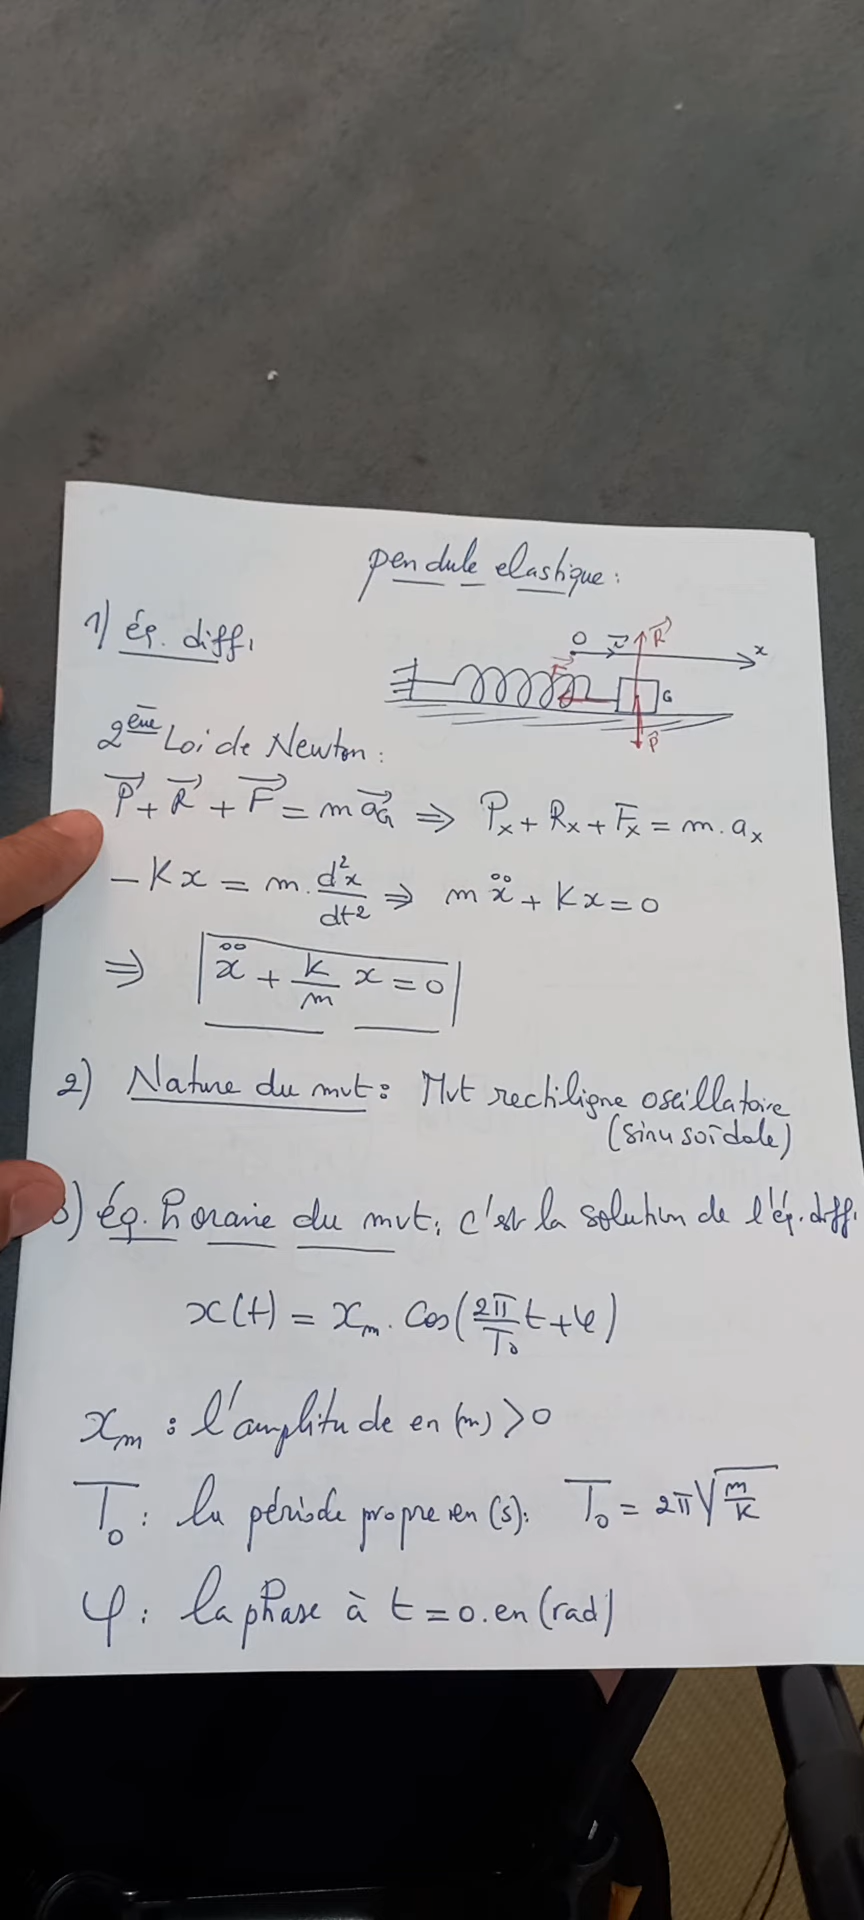 pendule elastique :
1) éq. diff.
O i⃗ R⃗ x
F⃗ G
P⃗
2ème Loi de Newton :
P⃗ + R⃗ + F⃗ = m a⃗G ⇒ Px + Rx + Fx = m. ax
- Kx = m. d²x/dt² ⇒ m ẍ + Kx = 0
⇒ ẍ + k/m x = 0
2) Nature du mvt : Mvt rectiligne oscillatoire
(sinusoïdale)
3) éq. horaire du mvt, c'est la solution de l'éq. diff.
x(t) = xm. Cos(2π/T0 t + φ)
xm : l'amplitude en (m) > 0
T0 : la période propre en (s). T0 = 2π√(m/k)
φ : la phase à t = 0. en (rad)